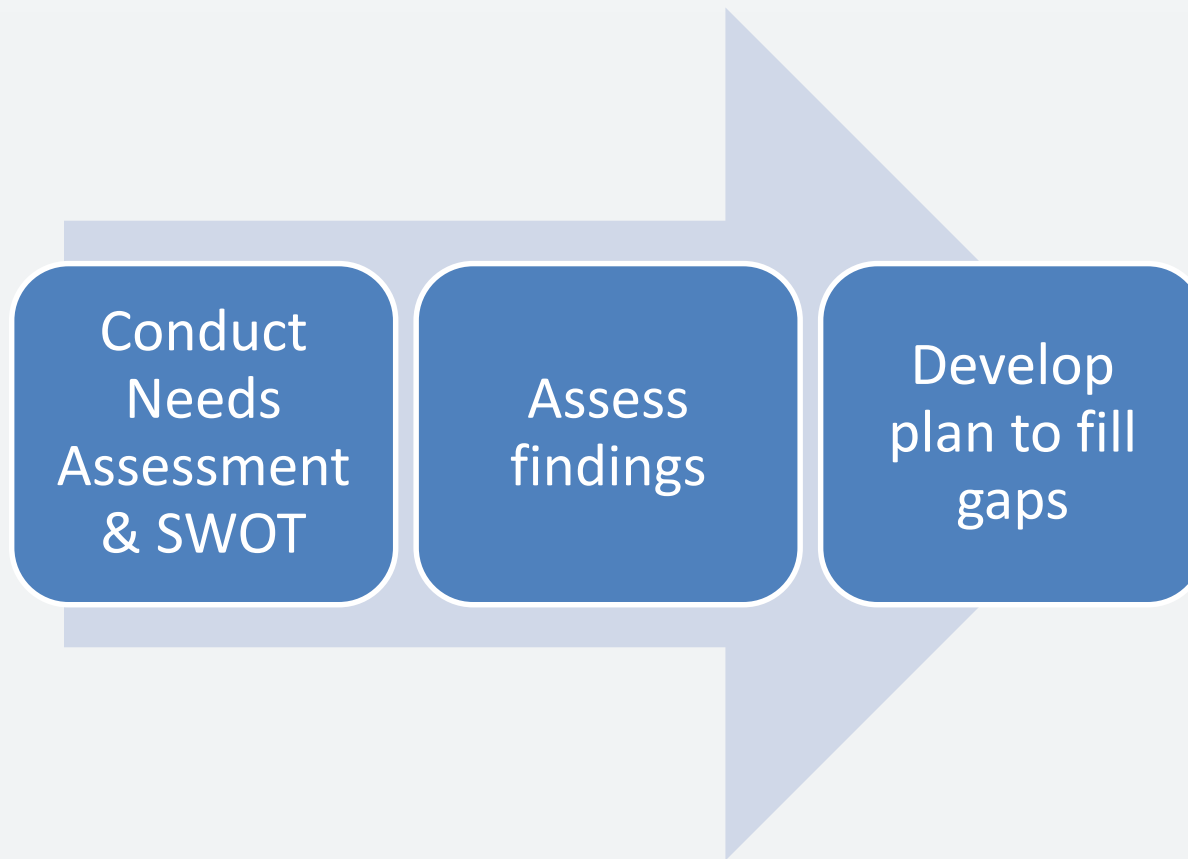 Conduct
Needs
Assessment
& SWOT
Assess
findings
Develop
plan to fill
gaps